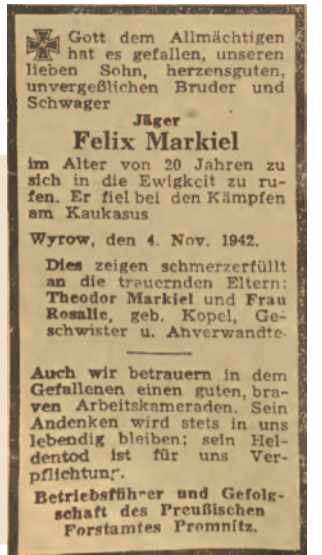 Gott dem Allmächtigen
hat es gefallen, unseren
lieben Sohn, herzensguten,
unvergeßlichen Bruder und
Schwager
Jäger
Felix Markiel
im Alter von 20 Jahren zu
sich in die Ewigkeit zu ru-
fen. Er fiel bei den Kämpfen
am Kaukasus
Wyrow, den 4. Nov. 1942.
Dies zeigen schmerzerfüllt
an die trauernden Eltern:
Theodor Markiel und Frau
Rosalie, geb. Kopel, Ge-
schwister u. Ahverwandte
Auch wir betrauern in dem
Gefallenen einen guten, bra-
ven Arbeitskameraden. Sein
Andenken wird stets in uns
lebendig bleiben; sein Hel-
dentod ist für uns Ver-
pflichtung.
Betriebsführer und Gefolg-
schaft des Preußischen
Forstamtes Promnitz.